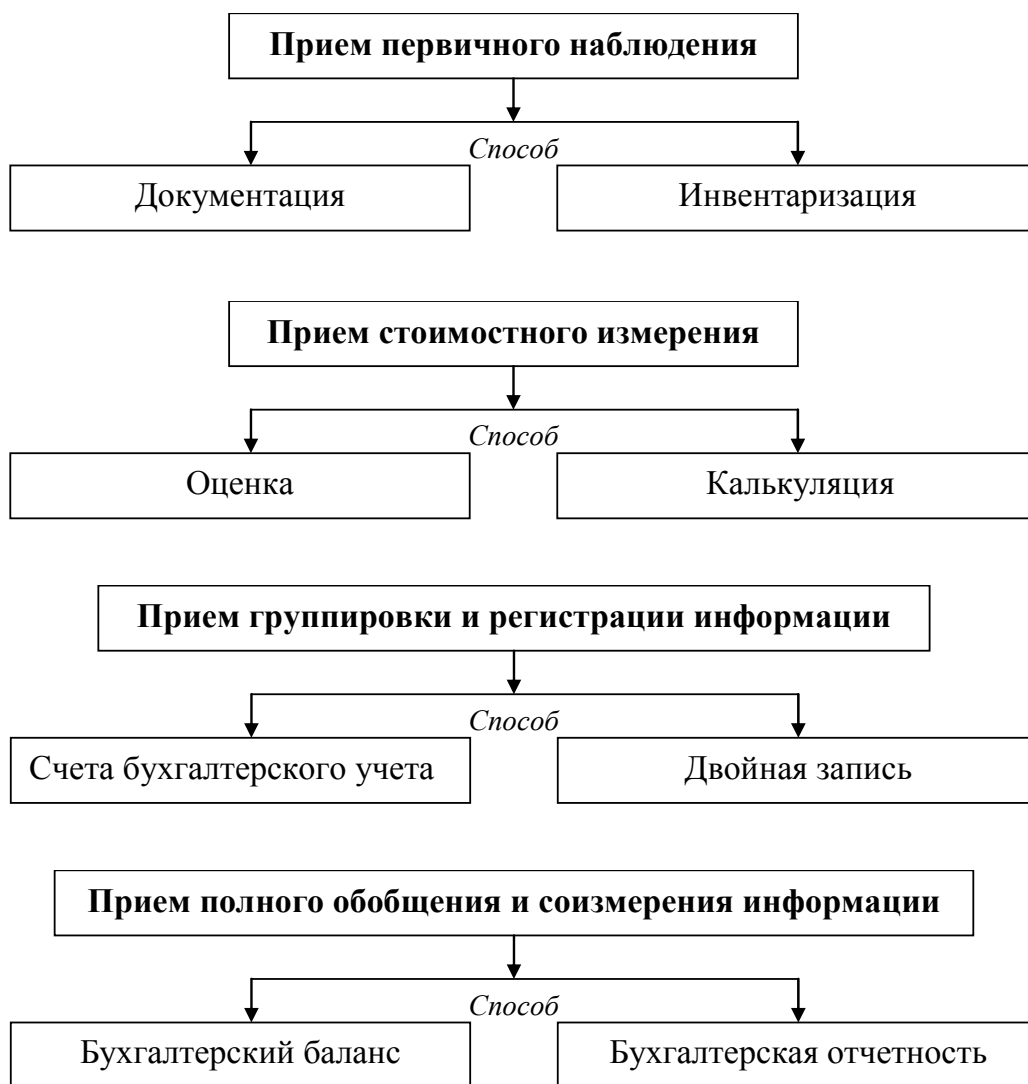 Прием первичного наблюдения
Способ
Документация
Инвентаризация
Прием стоимостного измерения
Способ
Оценка
Калькуляция
Прием группировки и регистрации информации
Способ
Счета бухгалтерского учета
Двойная запись
Прием полного обобщения и соизмерения информации
Способ
Бухгалтерский баланс
Бухгалтерская отчетность